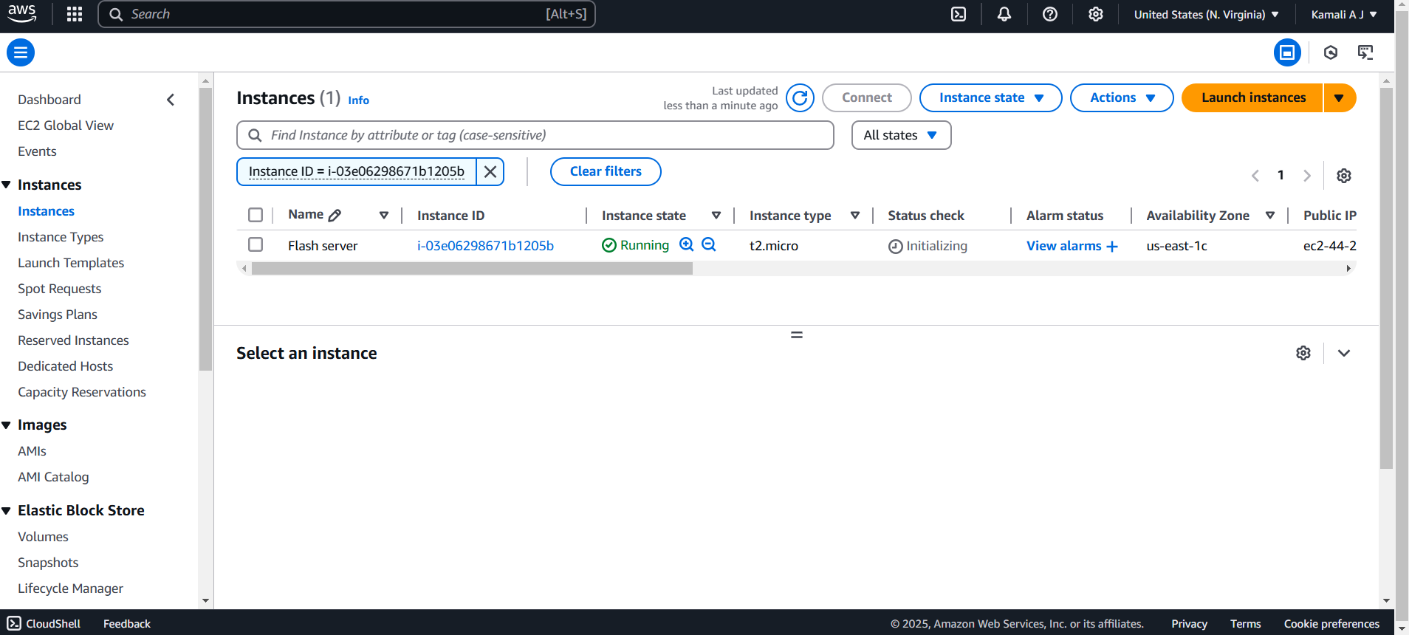 aws
Search [Alt+S]
United States (N. Virginia)
Kamali A J
Dashboard
EC2 Global View
Events
Instances
Instances
Instance Types
Launch Templates
Spot Requests
Savings Plans
Reserved Instances
Dedicated Hosts
Capacity Reservations
Images
AMIs
AMI Catalog
Elastic Block Store
Volumes
Snapshots
Lifecycle Manager
Instances (1) Info
Last updated
less than a minute ago
Connect
Instance state
Actions
Launch instances
Find Instance by attribute or tag (case-sensitive)
All states
Instance ID = i-03e06298671b1205b
Clear filters
1
Name Instance ID Instance state Instance type Status check Alarm status Availability Zone Public IP
Flash server i-03e06298671b1205b Running t2.micro Initializing View alarms + us-east-1c ec2-44-2
Select an instance
CloudShell Feedback © 2025, Amazon Web Services, Inc. or its affiliates. Privacy Terms Cookie preferences